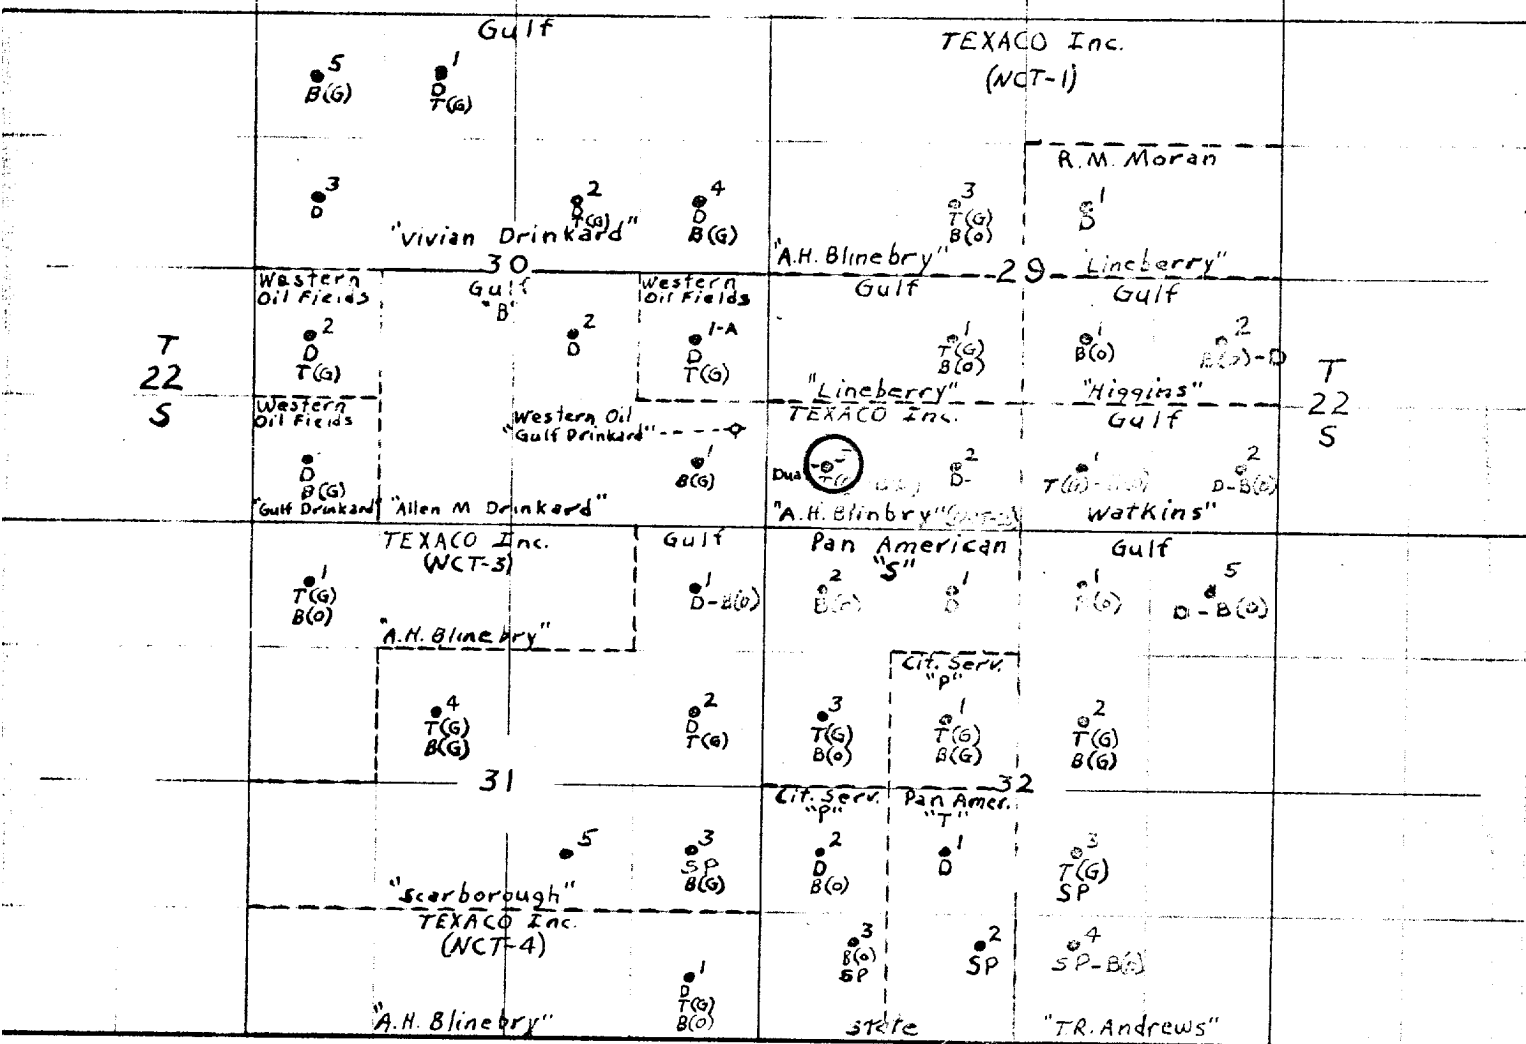 Gulf
TEXACO Inc.
(NCT-1)
5
B(G)
1
D
T(G)
R.M. Moran
3
D
2
D
T(G)
4
D
B(G)
3
T(G)
B(O)
1
D
"Vivian Drinkard"
"A.H. Blinebry"
"Lineberry"
30
29
Western
Oil Fields
Gulf
"B"
Western
Oil Fields
Gulf
Gulf
2
D
T(G)
2
D
1-A
D
T(G)
1
T(G)
B(O)
1
B(O)
2
B(O)-D
T
22
S
T
22
S
"Lineberry"
"Higgins"
Western
Oil Fields
Western Oil
"Gulf Drinkard"
TEXACO Inc.
Gulf
D
B(G)
1
B(G)
Dual
2
D-
1
2
D-B(O)
"Gulf Drinkard"
"Allen M Drinkard"
"A.H. Blinbry"
Watkins"
TEXACO Inc.
(NCT-3)
Gulf
Pan American
"S"
Gulf
1
T(G)
B(O)
1
D-B(O)
2
B(O)
1
D
1
5
D-B(O)
"A.H. Blinebry"
Cit. Serv.
"P"
4
T(G)
B(G)
2
D
T(G)
3
T(G)
B(O)
1
T(G)
B(G)
2
T(G)
B(G)
31
32
Cit. Serv.
"P"
Pan Amer.
"T"
5
3
SP
B(G)
2
D
B(O)
1
D
3
T(G)
SP
"Scarborough"
TEXACO Inc.
(NCT-4)
3
B(O)
SP
2
SP
4
SP-B(O)
1
D
T(G)
B(O)
"A.H. Blinebry"
State
"T.R. Andrews"